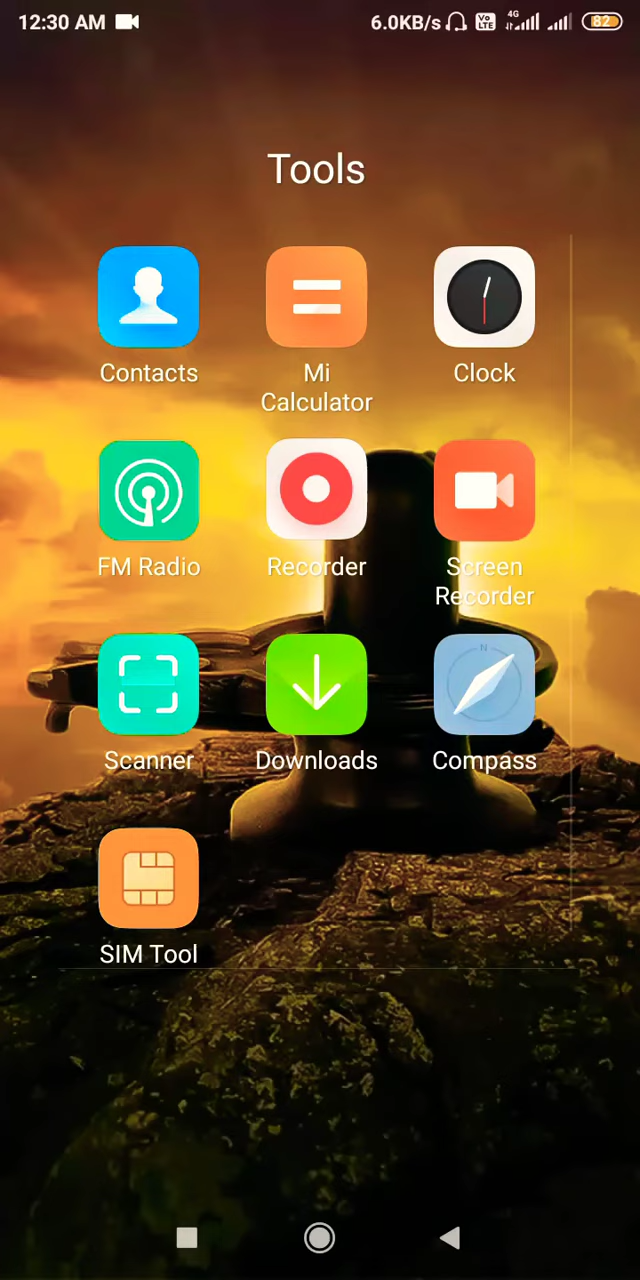 12:30 AM 6.0KB/s Vo LTE 4G 82
Tools
Contacts
Mi
Calculator
Clock
FM Radio
Recorder
Screen
Recorder
N
Scanner
Downloads
Compass
SIM Tool